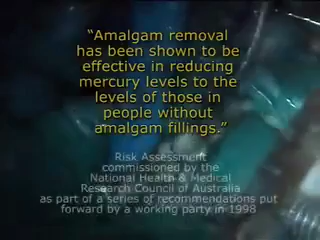 “Amalgam removal
has been shown to be
effective in reducing
mercury levels to the
levels of those in
people without
amalgam fillings.”
Risk Assessment
commissioned by the
National Health & Medical
Research Council of Australia
as part of a series of recommendations put
forward by a working party in 1998